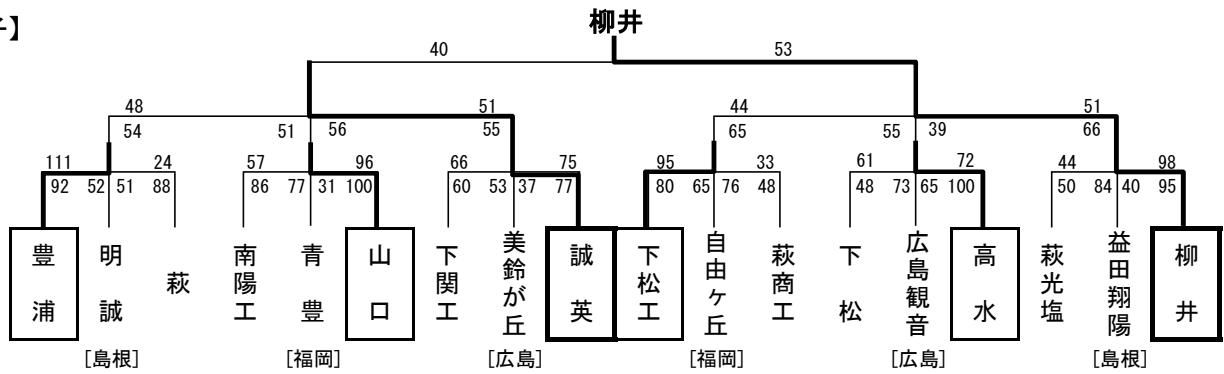 子】
柳井
40 53
48 51 44 51
54 51 56 55 65 55 39 66
111 24 57 96 66 75 95 33 61 72 44 98
92 52 51 88 86 77 31 100 60 53 37 77 80 65 76 48 48 73 65 100 50 84 40 95
豊浦 明誠 萩 南陽工 青豊 山口 下関工 美鈴が丘 誠英 下松工 自由ヶ丘 萩商工 下松 広島観音 高水 萩光塩 益田翔陽 柳井
[島根] [福岡] [広島] [福岡] [広島] [島根]